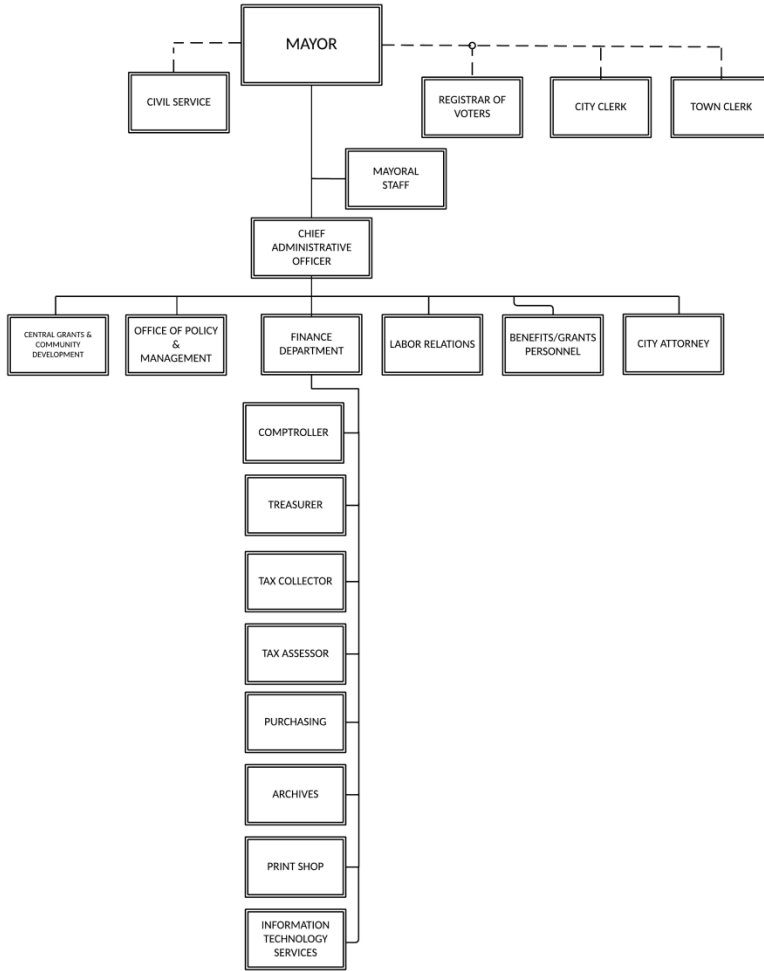 MAYOR
CIVIL SERVICE
REGISTRAR OF
VOTERS
CITY CLERK
TOWN CLERK
MAYORAL
STAFF
CHIEF
ADMINISTRATIVE
OFFICER
CENTRAL GRANTS &
COMMUNITY
DEVELOPMENT
OFFICE OF POLICY
&
MANAGEMENT
FINANCE
DEPARTMENT
LABOR RELATIONS
BENEFITS/GRANTS
PERSONNEL
CITY ATTORNEY
COMPTROLLER
TREASURER
TAX COLLECTOR
TAX ASSESSOR
PURCHASING
ARCHIVES
PRINT SHOP
INFORMATION
TECHNOLOGY
SERVICES